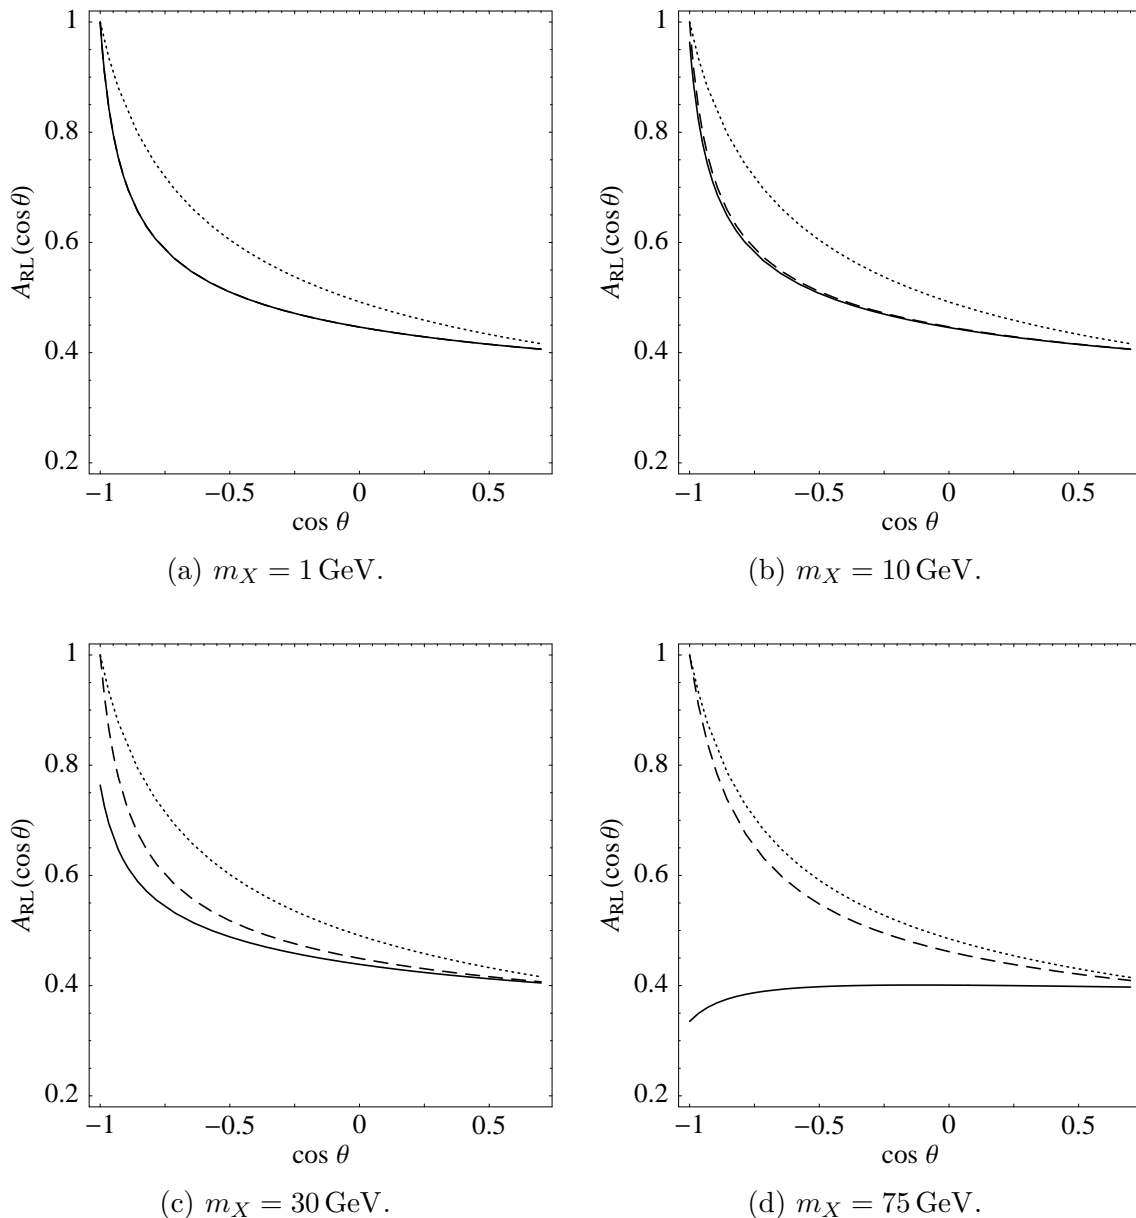 1
1
0.8
0.8
A_RL(cos θ)
A_RL(cos θ)
0.6
0.6
0.4
0.4
0.2
0.2
−1 −0.5 0 0.5
−1 −0.5 0 0.5
cos θ
cos θ
(a) m_X = 1 GeV.
(b) m_X = 10 GeV.
1
1
0.8
0.8
A_RL(cos θ)
A_RL(cos θ)
0.6
0.6
0.4
0.4
0.2
0.2
−1 −0.5 0 0.5
−1 −0.5 0 0.5
cos θ
cos θ
(c) m_X = 30 GeV.
(d) m_X = 75 GeV.